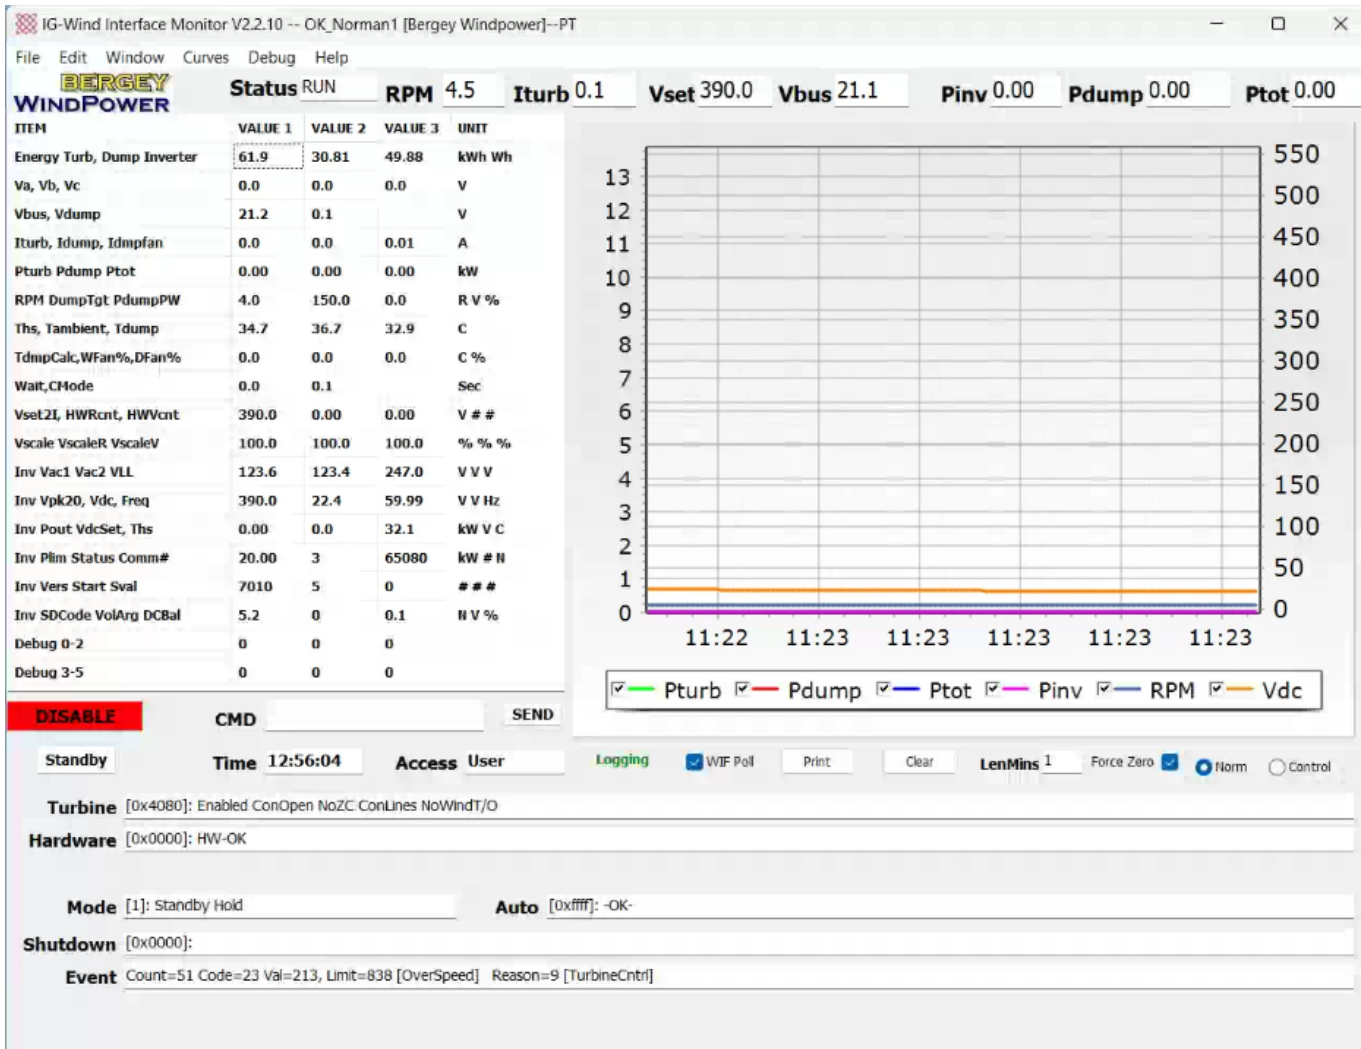 IG-Wind Interface Monitor V2.2.10 -- OK_Norman1 [Bergey Windpower]--PT
File Edit Window Curves Debug Help
BERGEY
WINDPOWER
Status RUN RPM 4.5 Iturb 0.1 Vset 390.0 Vbus 21.1 Pinv 0.00 Pdump 0.00 Ptot 0.00
ITEM VALUE 1 VALUE 2 VALUE 3 UNIT
Energy Turb, Dump Inverter 61.9 30.81 49.88 kWh Wh
Va, Vb, Vc 0.0 0.0 0.0 V
Vbus, Vdump 21.2 0.1 V
Iturb, Idump, Idmpfan 0.0 0.0 0.01 A
Pturb Pdump Ptot 0.00 0.00 0.00 kW
RPM DumpTgt PdumpPW 4.0 150.0 0.0 R V %
Ths, Tambient, Tdump 34.7 36.7 32.9 C
TdmpCalc,WFan%,DFan% 0.0 0.0 0.0 C %
Wait,CMode 0.0 0.1 Sec
Vset2I, HWRcnt, HWVcnt 390.0 0.00 0.00 V # #
Vscale VscaleR VscaleV 100.0 100.0 100.0 % % %
Inv Vac1 Vac2 VLL 123.6 123.4 247.0 V V V
Inv Vpk20, Vdc, Freq 390.0 22.4 59.99 V V Hz
Inv Pout VdcSet, Ths 0.00 0.0 32.1 kW V C
Inv Plim Status Comm# 20.00 3 65080 kW # N
Inv Vers Start Sval 7010 5 0 # # #
Inv SDCode VolArg DCBal 5.2 0 0.1 N V %
Debug 0-2 0 0 0
Debug 3-5 0 0 0
13
12
11
10
9
8
7
6
5
4
3
2
1
0
550
500
450
400
350
300
250
200
150
100
50
0
11:22 11:23 11:23 11:23 11:23 11:23
Pturb Pdump Ptot Pinv RPM Vdc
DISABLE CMD SEND
Standby Time 12:56:04 Access User Logging WIF Poll Print Clear LenMins 1 Force Zero Norm Control
Turbine [0x4080]: Enabled ConOpen NoZC ConLines NoWindT/O
Hardware [0x0000]: HW-OK
Mode [1]: Standby Hold Auto [0xffff]: -OK-
Shutdown [0x0000]:
Event Count=51 Code=23 Val=213, Limit=838 [OverSpeed] Reason=9 [TurbineCntrl]